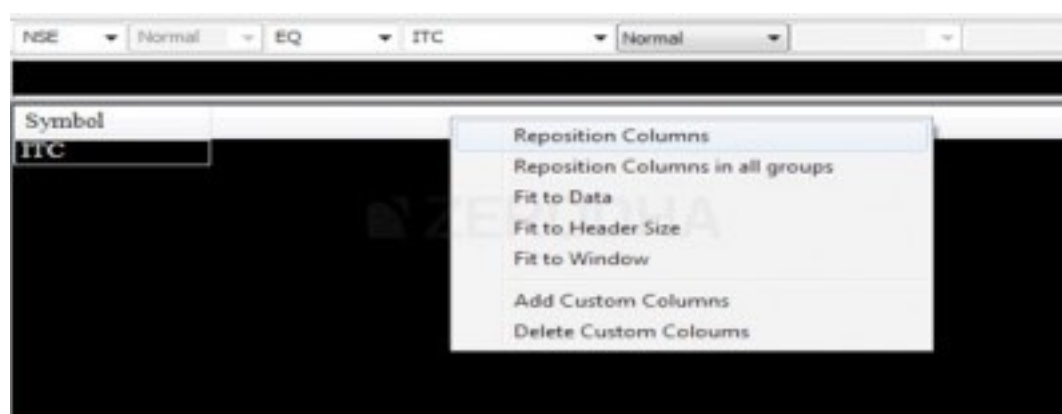 NSE Normal EQ ITC Normal
Symbol
ITC
Reposition Columns
Reposition Columns in all groups
Fit to Data
Fit to Header Size
Fit to Window
Add Custom Columns
Delete Custom Coloums
ZERODHA